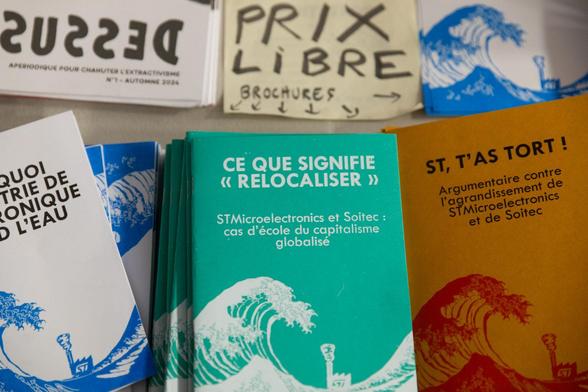 DESSUS
APERIODIQUE POUR CHAHUTER L'EXTRACTIVISME
N°1 - AUTOMNE 2024
PRIX
LiBRE
BROCHURES
QUOI
TRIE DE
RONIQUE
D L'EAU
CE QUE SIGNIFIE
« RELOCALISER »
STMicroelectronics et Soitec :
cas d'école du capitalisme
globalisé
ST
ST, T'AS TORT !
Argumentaire contre
l'agrandissement de
STMicroelectronics
et de Soitec
ST